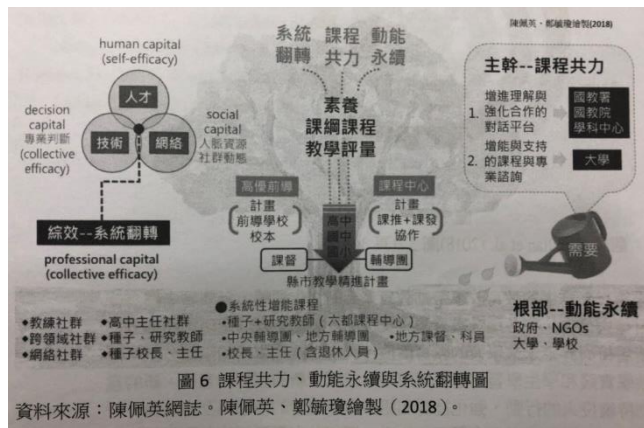 陳佩英、鄭毓瓊繪製(2018)
系統 課程 動能
翻轉 共力 永續
human capital
(self-efficacy)
人才
decision
capital
專業判斷
(collective
efficacy)
social
capital
人脈資源
社群動態
技術
網絡
綜效--系統翻轉
professional capital
(collective efficacy)
素養
課綱課程
教學評量
高優前導
計畫
前導學校
校本
課程中心
計畫
課推+課發
協作
高中
國中
國小
課督
輔導團
縣市教學精進計畫
主幹--課程共力
1. 增進理解與
強化合作的
對話平台
國教署
國教院
學科中心
2. 增能與支持
的課程與專
業諮詢
大學
需要
根部--動能永續
政府、NGOs
大學、學校
◆教練社群 ◆高中主任社群
◆跨領域社群 ◆種子、研究教師
◆網絡社群 ◆種子校長、主任
●系統性增能課程
•種子+研究教師（六都課程中心）
•中央輔導團、地方輔導團 •地方課督、科員
•校長、主任（含退休人員）
圖 6 課程共力、動能永續與系統翻轉圖
資料來源：陳佩英網誌。陳佩英、鄭毓瓊繪製（2018）。